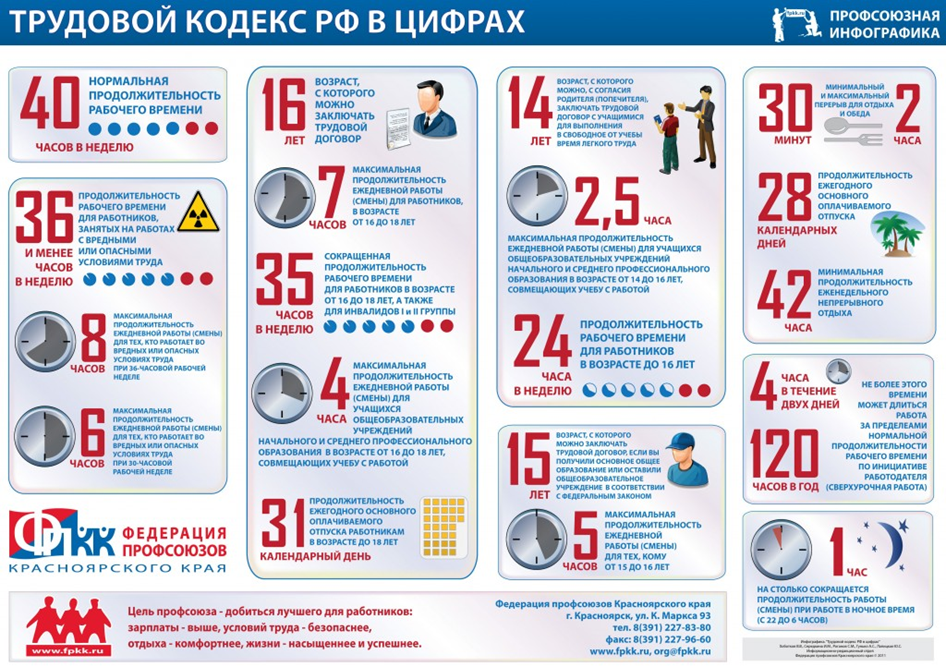 ТРУДОВОЙ КОДЕКС РФ В ЦИФРАХ
fpkk.ru
ПРОФСОЮЗНАЯ
ИНФОГРАФИКА
40
НОРМАЛЬНАЯ
ПРОДОЛЖИТЕЛЬНОСТЬ
РАБОЧЕГО ВРЕМЕНИ
ЧАСОВ В НЕДЕЛЮ
36
И МЕНЕЕ
ЧАСОВ
В НЕДЕЛЮ
ПРОДОЛЖИТЕЛЬНОСТЬ
РАБОЧЕГО ВРЕМЕНИ
ДЛЯ РАБОТНИКОВ,
ЗАНЯТЫХ НА РАБОТАХ
С ВРЕДНЫМИ
ИЛИ ОПАСНЫМИ
УСЛОВИЯМИ ТРУДА
8
ЧАСОВ
МАКСИМАЛЬНАЯ
ПРОДОЛЖИТЕЛЬНОСТЬ
ЕЖЕДНЕВНОЙ РАБОТЫ (СМЕНЫ)
ДЛЯ ТЕХ, КТО РАБОТАЕТ ВО
ВРЕДНЫХ ИЛИ ОПАСНЫХ
УСЛОВИЯХ ТРУДА
ПРИ 36-ЧАСОВОЙ РАБОЧЕЙ
НЕДЕЛЕ
6
ЧАСОВ
МАКСИМАЛЬНАЯ
ПРОДОЛЖИТЕЛЬНОСТЬ
ЕЖЕДНЕВНОЙ РАБОТЫ (СМЕНЫ)
ДЛЯ ТЕХ, КТО РАБОТАЕТ ВО
ВРЕДНЫХ ИЛИ ОПАСНЫХ
УСЛОВИЯХ ТРУДА
ПРИ 30-ЧАСОВОЙ
РАБОЧЕЙ НЕДЕЛЕ
ФПКК
ФЕДЕРАЦИЯ
ПРОФСОЮЗОВ
КРАСНОЯРСКОГО КРАЯ
16
ЛЕТ
ВОЗРАСТ,
С КОТОРОГО
МОЖНО
ЗАКЛЮЧАТЬ
ТРУДОВОЙ
ДОГОВОР
7
ЧАСОВ
МАКСИМАЛЬНАЯ
ПРОДОЛЖИТЕЛЬНОСТЬ
ЕЖЕДНЕВНОЙ РАБОТЫ
(СМЕНЫ) ДЛЯ РАБОТНИКОВ,
В ВОЗРАСТЕ
ОТ 16 ДО 18 ЛЕТ
35
ЧАСОВ
В НЕДЕЛЮ
СОКРАЩЕННАЯ
ПРОДОЛЖИТЕЛЬНОСТЬ
РАБОЧЕГО ВРЕМЕНИ
ДЛЯ РАБОТНИКОВ В ВОЗРАСТЕ
ОТ 16 ДО 18 ЛЕТ, А ТАКЖЕ
ДЛЯ ИНВАЛИДОВ I и II ГРУППЫ
4
ЧАСА
МАКСИМАЛЬНАЯ
ПРОДОЛЖИТЕЛЬНОСТЬ
ЕЖЕДНЕВНОЙ РАБОТЫ
(СМЕНЫ) ДЛЯ
УЧАЩИХСЯ
ОБЩЕОБРАЗОВАТЕЛЬНЫХ
УЧРЕЖДЕНИЙ
НАЧАЛЬНОГО И СРЕДНЕГО ПРОФЕССИОНАЛЬНОГО
ОБРАЗОВАНИЯ В ВОЗРАСТЕ ОТ 16 ДО 18 ЛЕТ,
СОВМЕЩАЮЩИХ УЧЕБУ С РАБОТОЙ
31
КАЛЕНДАРНЫЙ ДЕНЬ
ПРОДОЛЖИТЕЛЬНОСТЬ
ЕЖЕГОДНОГО ОСНОВНОГО
ОПЛАЧИВАЕМОГО
ОТПУСКА РАБОТНИКАМ
В ВОЗРАСТЕ ДО 18 ЛЕТ
14
ЛЕТ
ВОЗРАСТ, С КОТОРОГО
МОЖНО, С СОГЛАСИЯ
РОДИТЕЛЯ (ПОПЕЧИТЕЛЯ),
ЗАКЛЮЧАТЬ ТРУДОВОЙ
ДОГОВОР С УЧАЩИМИСЯ
ДЛЯ ВЫПОЛНЕНИЯ
В СВОБОДНОЕ ОТ УЧЕБЫ
ВРЕМЯ ЛЕГКОГО ТРУДА
2,5 ЧАСА
МАКСИМАЛЬНАЯ ПРОДОЛЖИТЕЛЬНОСТЬ
ЕЖЕДНЕВНОЙ РАБОТЫ (СМЕНЫ) ДЛЯ УЧАЩИХСЯ
ОБЩЕОБРАЗОВАТЕЛЬНЫХ УЧРЕЖДЕНИЙ
НАЧАЛЬНОГО И СРЕДНЕГО ПРОФЕССИОНАЛЬНОГО
ОБРАЗОВАНИЯ В ВОЗРАСТЕ ОТ 14 ДО 16 ЛЕТ,
СОВМЕЩАЮЩИХ УЧЕБУ С РАБОТОЙ
24
ЧАСА
В НЕДЕЛЮ
ПРОДОЛЖИТЕЛЬНОСТЬ
РАБОЧЕГО ВРЕМЕНИ
ДЛЯ РАБОТНИКОВ
В ВОЗРАСТЕ ДО 16 ЛЕТ
15
ЛЕТ
ВОЗРАСТ, С КОТОРОГО
МОЖНО ЗАКЛЮЧАТЬ
ТРУДОВОЙ ДОГОВОР, ЕСЛИ ВЫ
ПОЛУЧИЛИ ОСНОВНОЕ ОБЩЕЕ
ОБРАЗОВАНИЕ ИЛИ ОСТАВИЛИ
ОБЩЕОБРАЗОВАТЕЛЬНОЕ
УЧРЕЖДЕНИЕ В СООТВЕТСТВИИ
С ФЕДЕРАЛЬНЫМ ЗАКОНОМ
5
ЧАСОВ
МАКСИМАЛЬНАЯ
ПРОДОЛЖИТЕЛЬНОСТЬ
ЕЖЕДНЕВНОЙ
РАБОТЫ (СМЕНЫ)
ДЛЯ ТЕХ, КОМУ
ОТ 15 ДО 16 ЛЕТ
30
МИНУТ
МИНИМАЛЬНЫЙ
И МАКСИМАЛЬНЫЙ
ПЕРЕРЫВ ДЛЯ ОТДЫХА
И ОБЕДА
2
ЧАСА
28
КАЛЕНДАРНЫХ
ДНЕЙ
ПРОДОЛЖИТЕЛЬНОСТЬ
ЕЖЕГОДНОГО
ОСНОВНОГО
ОПЛАЧИВАЕМОГО
ОТПУСКА
42
ЧАСА
МИНИМАЛЬНАЯ
ПРОДОЛЖИТЕЛЬНОСТЬ
ЕЖЕНЕДЕЛЬНОГО
НЕПРЕРЫВНОГО
ОТДЫХА
4
ЧАСА
В ТЕЧЕНИЕ
ДВУХ ДНЕЙ
120
ЧАСОВ В ГОД
НЕ БОЛЕЕ ЭТОГО
ВРЕМЕНИ
МОЖЕТ ДЛИТЬСЯ
РАБОТА
ЗА ПРЕДЕЛАМИ
НОРМАЛЬНОЙ
ПРОДОЛЖИТЕЛЬНОСТИ
РАБОЧЕГО ВРЕМЕНИ
ПО ИНИЦИАТИВЕ
РАБОТОДАТЕЛЯ
(СВЕРХУРОЧНАЯ РАБОТА)
1
ЧАС
НА СТОЛЬКО СОКРАЩАЕТСЯ
ПРОДОЛЖИТЕЛЬНОСТЬ РАБОТЫ
(СМЕНЫ) ПРИ РАБОТЕ В НОЧНОЕ ВРЕМЯ
(С 22 ДО 6 ЧАСОВ)
www.fpkk.ru
Цель профсоюза - добиться лучшего для работников:
зарплаты - выше, условий труда - безопаснее,
отдыха - комфортнее, жизни - насыщеннее и успешнее.
Федерация профсоюзов Красноярского края
г. Красноярск, ул. К. Маркса 93
тел. 8(391) 227-83-80
факс: 8(391) 227-96-60
www.fpkk.ru, org@fpkk.ru
Инфографика "Трудовой кодекс РФ в цифрах"
Информационно-редакционный отдел
Федерация профсоюзов Красноярского края © 2011